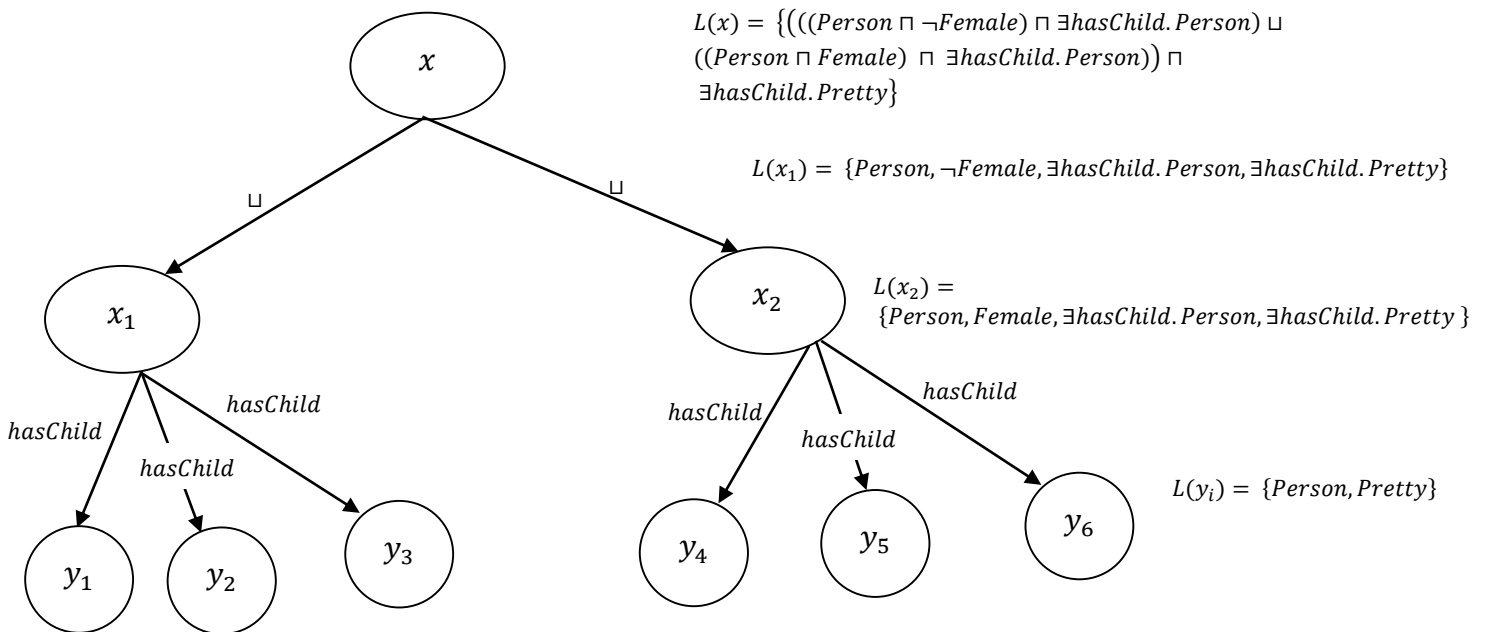 x
L(x) = {(((Person ⊓ ¬Female) ⊓ ∃hasChild.Person) ⊔
((Person ⊓ Female) ⊓ ∃hasChild.Person)) ⊓
∃hasChild.Pretty}
L(x₁) = {Person, ¬Female, ∃hasChild.Person, ∃hasChild.Pretty}
⊔
⊔
x₁
x₂
L(x₂) =
{Person, Female, ∃hasChild.Person, ∃hasChild.Pretty }
hasChild
hasChild
hasChild
hasChild
hasChild
hasChild
L(yᵢ) = {Person, Pretty}
y₁
y₂
y₃
y₄
y₅
y₆